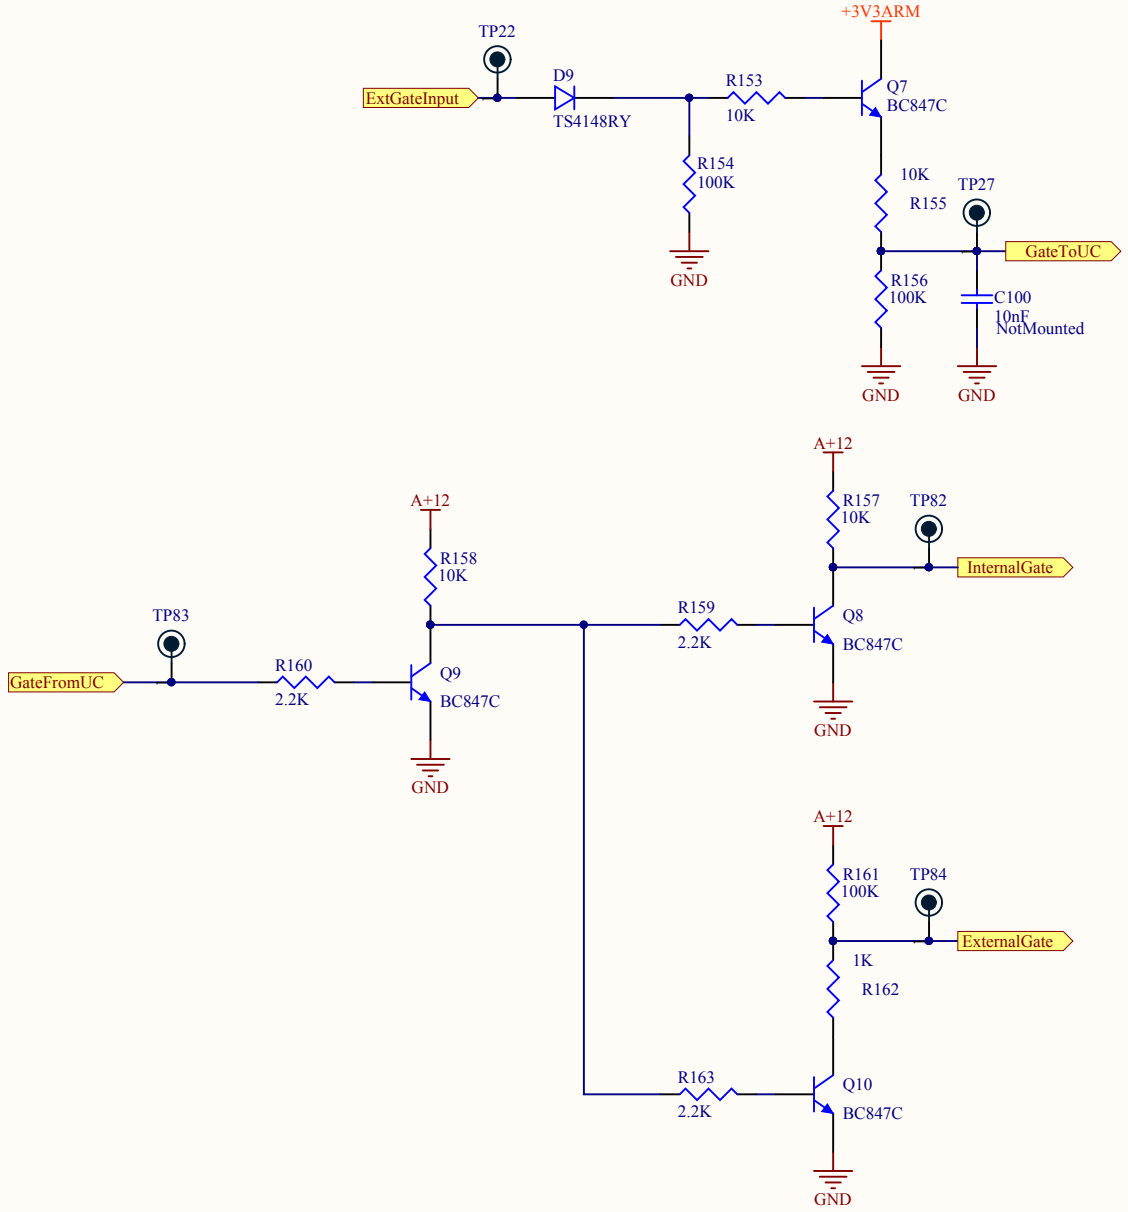 +3V3ARM
TP22
D9
R153
Q7
ExtGateInput
BC847C
TS4148RY
10K
R154
100K
10K
TP27
R155
GateToUC
R156
100K
C100
10nF
NotMounted
GND
GND
GND
A+12
A+12
R157
10K
TP82
R158
10K
InternalGate
TP83
R159
Q8
2.2K
BC847C
R160
Q9
GateFromUC
2.2K
BC847C
GND
GND
A+12
R161
100K
TP84
ExternalGate
1K
R162
R163
Q10
2.2K
BC847C
GND